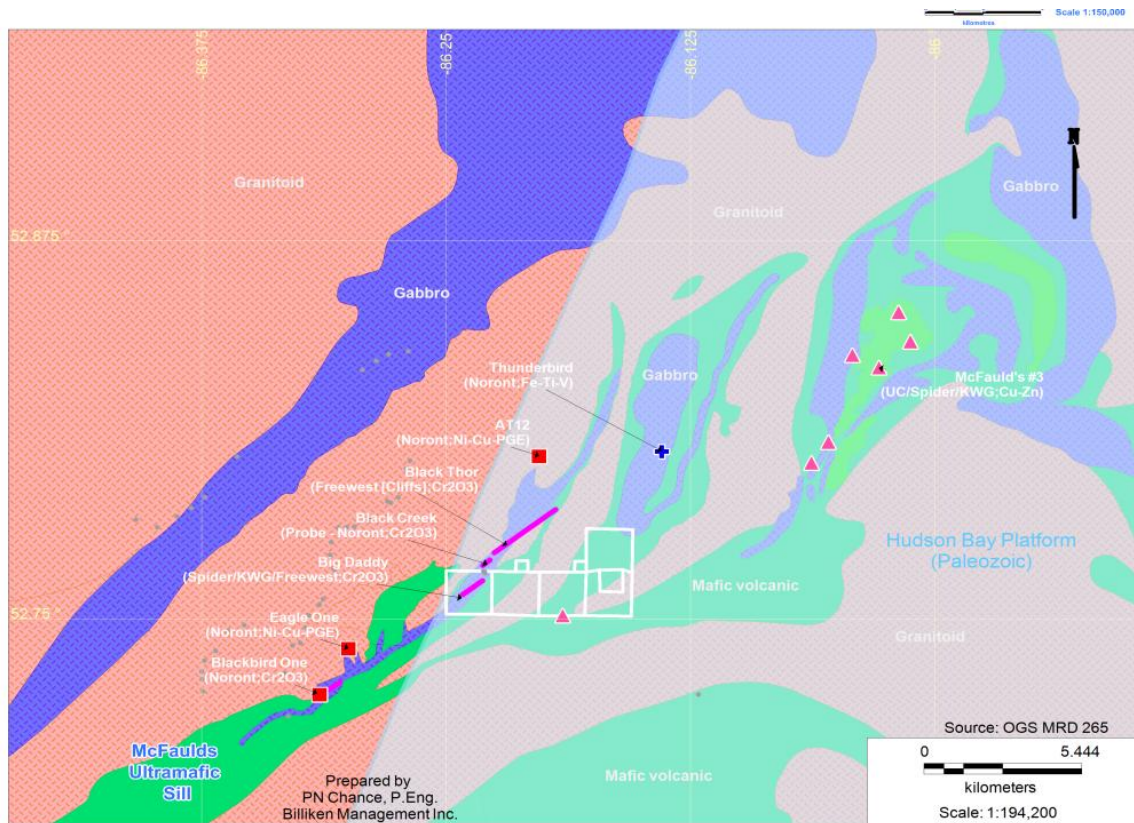 Scale 1:150,000
kilometres
-86.375
-86.25
-86.125
-86
N
Granitoid
Granitoid
Gabbro
52.875 °
Gabbro
Thunderbird
(Noront;Fe-Ti-V)
Gabbro
McFauld's #3
(UC/Spider/KWG;Cu-Zn)
AT12
(Noront;Ni-Cu-PGE)
Black Thor
(Freewest [Cliffs];Cr2O3)
Black Creek
(Probe - Noront;Cr2O3)
Big Daddy
(Spider/KWG/Freewest;Cr2O3)
Hudson Bay Platform
(Paleozoic)
Mafic volcanic
52.75 °
Eagle One
(Noront;Ni-Cu-PGE)
Granitoid
Blackbird One
(Noront;Cr2O3)
McFaulds
Ultramafic
Sill
Prepared by
PN Chance, P.Eng.
Billiken Management Inc.
Mafic volcanic
Source: OGS MRD 265
0 5.444
kilometers
Scale: 1:194,200